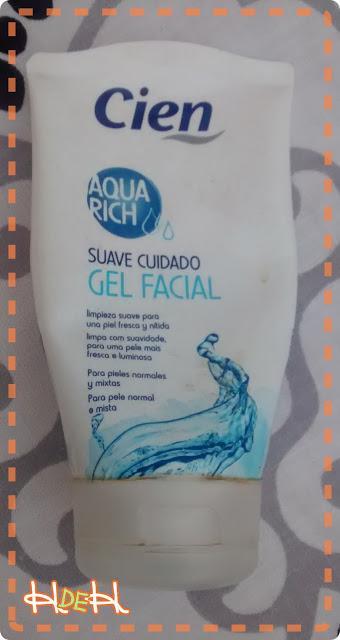 Cien
AQUA
RICH
SUAVE CUIDADO
GEL FACIAL
limpieza suave para
una piel fresca y nítida
limpa com suavidade,
para uma pele mais
fresca e luminosa
Para pieles normales
y mixtas
Para pele normal
e mista
HDEH